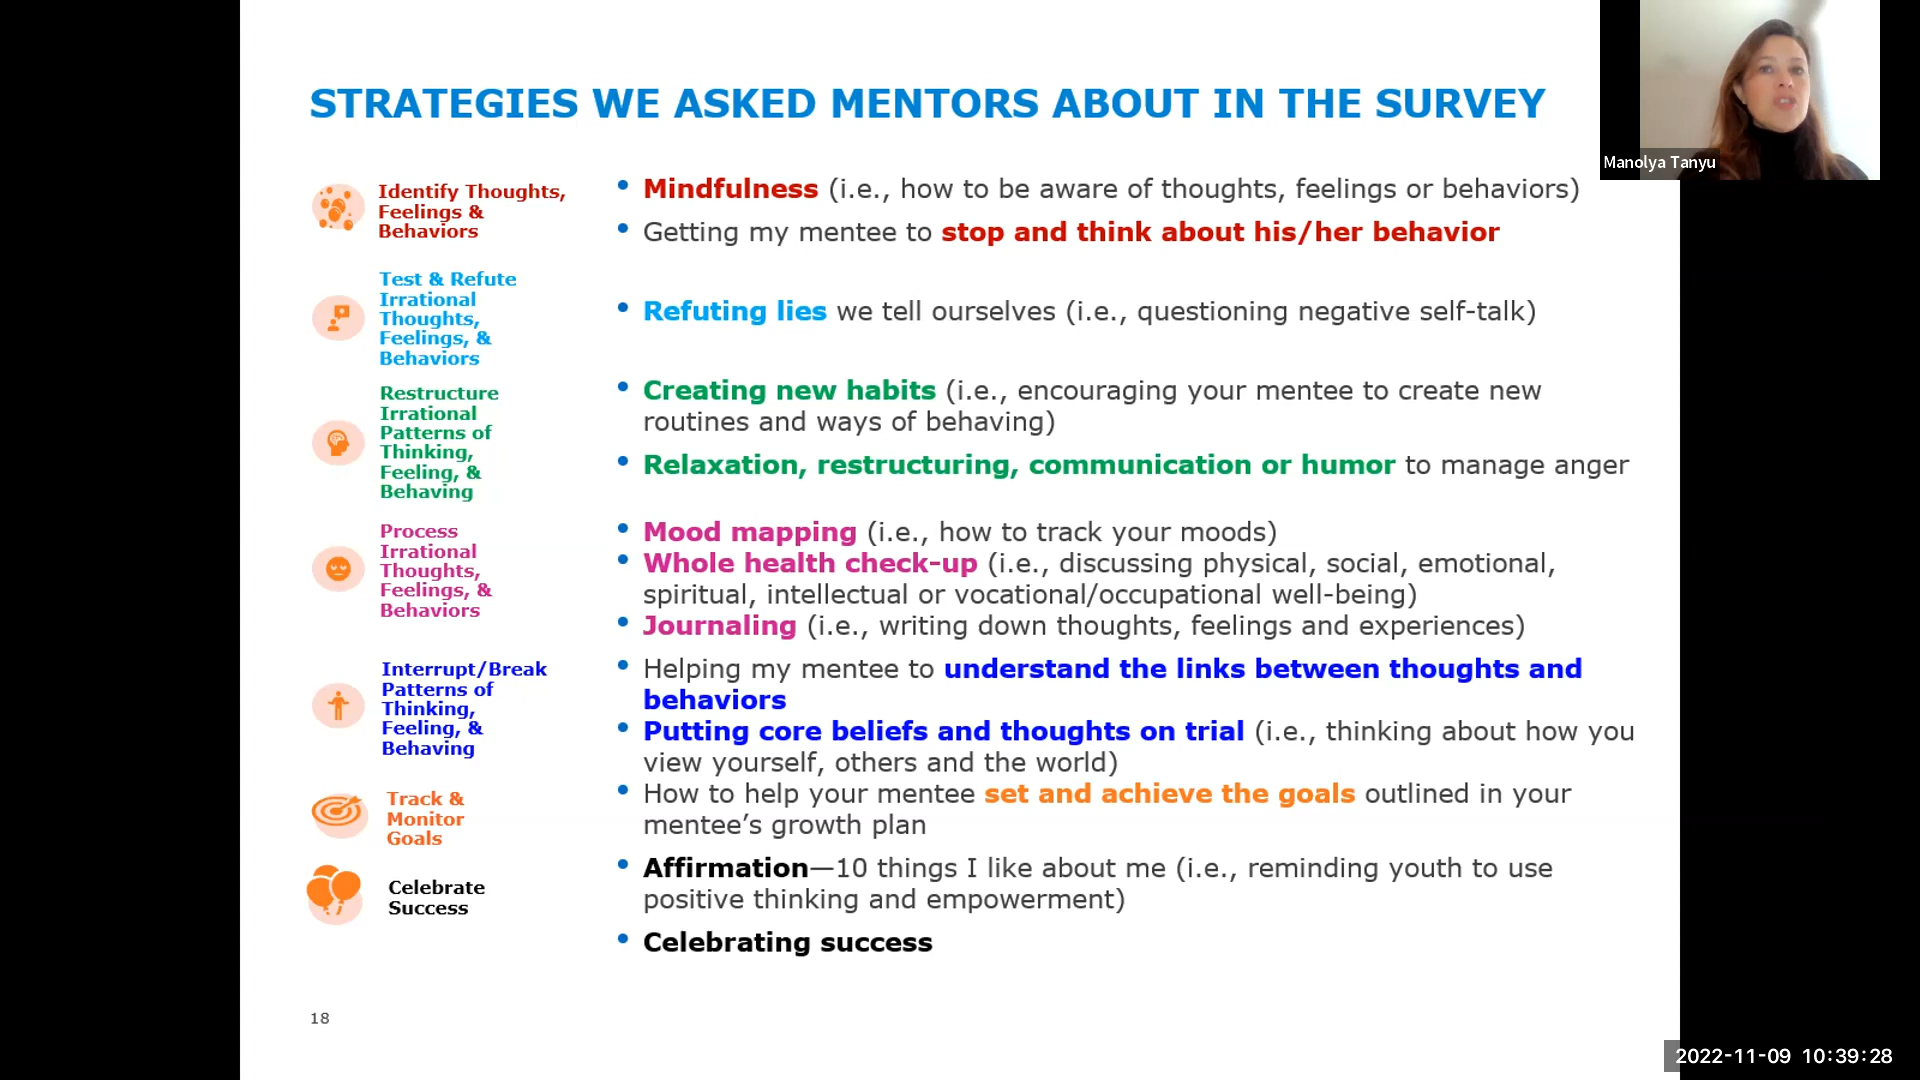 STRATEGIES WE ASKED MENTORS ABOUT IN THE SURVEY
Manolya Tanyu
Identify Thoughts,
Feelings &
Behaviors
• Mindfulness (i.e., how to be aware of thoughts, feelings or behaviors)
• Getting my mentee to stop and think about his/her behavior
Test & Refute
Irrational
Thoughts,
Feelings, &
Behaviors
• Refuting lies we tell ourselves (i.e., questioning negative self-talk)
Restructure
Irrational
Patterns of
Thinking,
Feeling, &
Behaving
• Creating new habits (i.e., encouraging your mentee to create new
routines and ways of behaving)
• Relaxation, restructuring, communication or humor to manage anger
Process
Irrational
Thoughts,
Feelings, &
Behaviors
• Mood mapping (i.e., how to track your moods)
• Whole health check-up (i.e., discussing physical, social, emotional,
spiritual, intellectual or vocational/occupational well-being)
• Journaling (i.e., writing down thoughts, feelings and experiences)
Interrupt/Break
Patterns of
Thinking,
Feeling, &
Behaving
• Helping my mentee to understand the links between thoughts and
behaviors
• Putting core beliefs and thoughts on trial (i.e., thinking about how you
view yourself, others and the world)
Track &
Monitor
Goals
• How to help your mentee set and achieve the goals outlined in your
mentee’s growth plan
Celebrate
Success
• Affirmation—10 things I like about me (i.e., reminding youth to use
positive thinking and empowerment)
• Celebrating success
18
2022-11-09 10:39:28